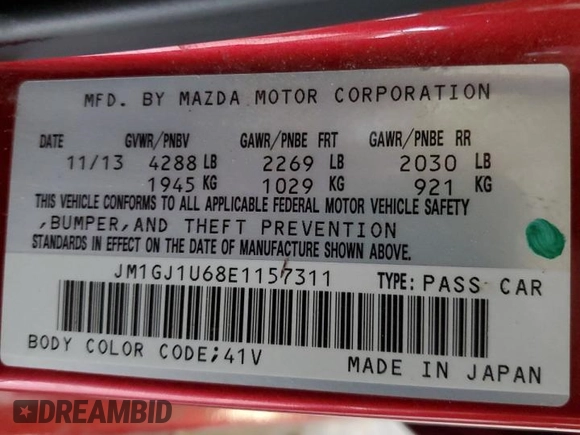 MFD. BY MAZDA MOTOR CORPORATION
DATE GVWR/PNBV GAWR/PNBE FRT GAWR/PNBE RR
11/13 4288 LB 2269 LB 2030 LB
1945 KG 1029 KG 921 KG
THIS VEHICLE CONFORMS TO ALL APPLICABLE FEDERAL MOTOR VEHICLE SAFETY
,BUMPER,AND THEFT PREVENTION
STANDARDS IN EFFECT ON THE DATE OF MANUFACTURE SHOWN ABOVE.
JM1GJ1U68E1157311 TYPE: PASS CAR
BODY COLOR CODE;41V MADE IN JAPAN
DREAMBID